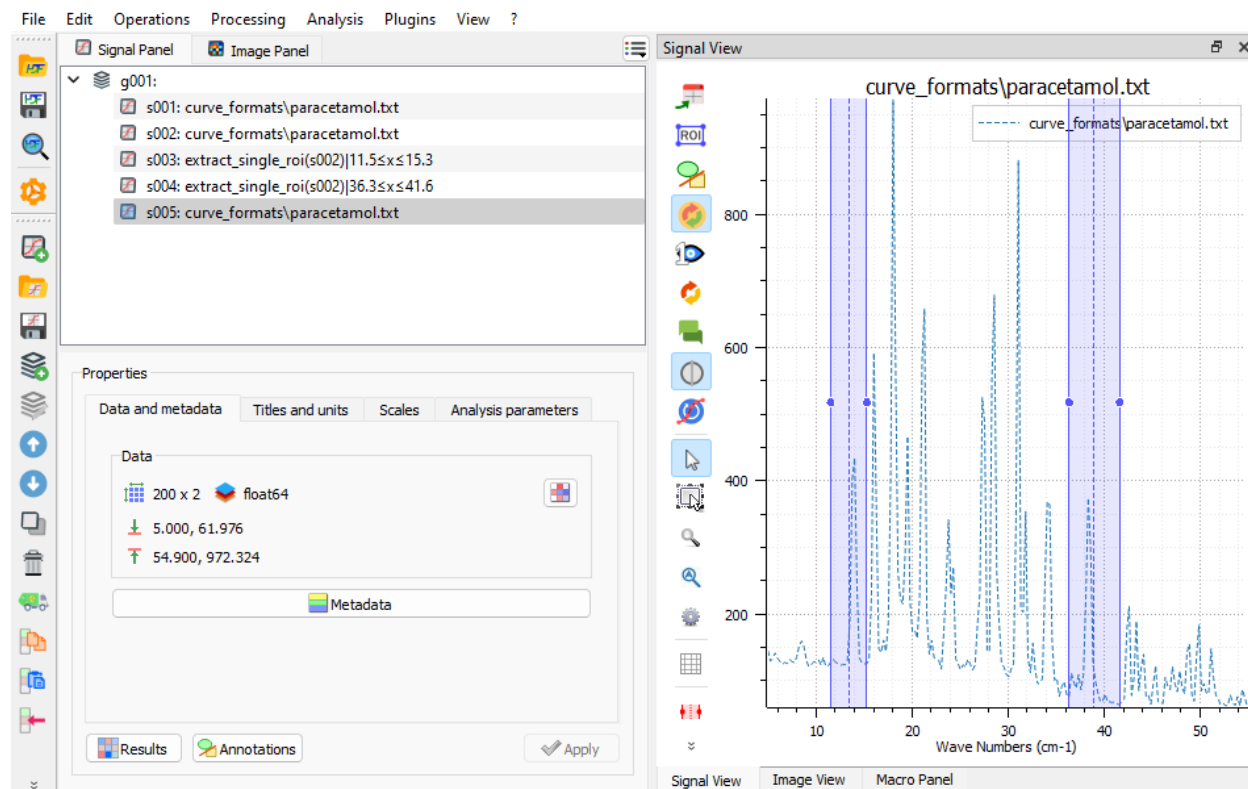 File Edit Operations Processing Analysis Plugins View ?
Signal Panel Image Panel
g001:
s001: curve_formats\paracetamol.txt
s002: curve_formats\paracetamol.txt
s003: extract_single_roi(s002)|11.5≤x≤15.3
s004: extract_single_roi(s002)|36.3≤x≤41.6
s005: curve_formats\paracetamol.txt
Properties
Data and metadata Titles and units Scales Analysis parameters
Data
200 x 2 float64
5.000, 61.976
54.900, 972.324
Metadata
Results Annotations Apply
Signal View
curve_formats\paracetamol.txt
curve_formats\paracetamol.txt
ROI
800
600
400
200
10 20 30 40 50
Wave Numbers (cm-1)
Signal View Image View Macro Panel